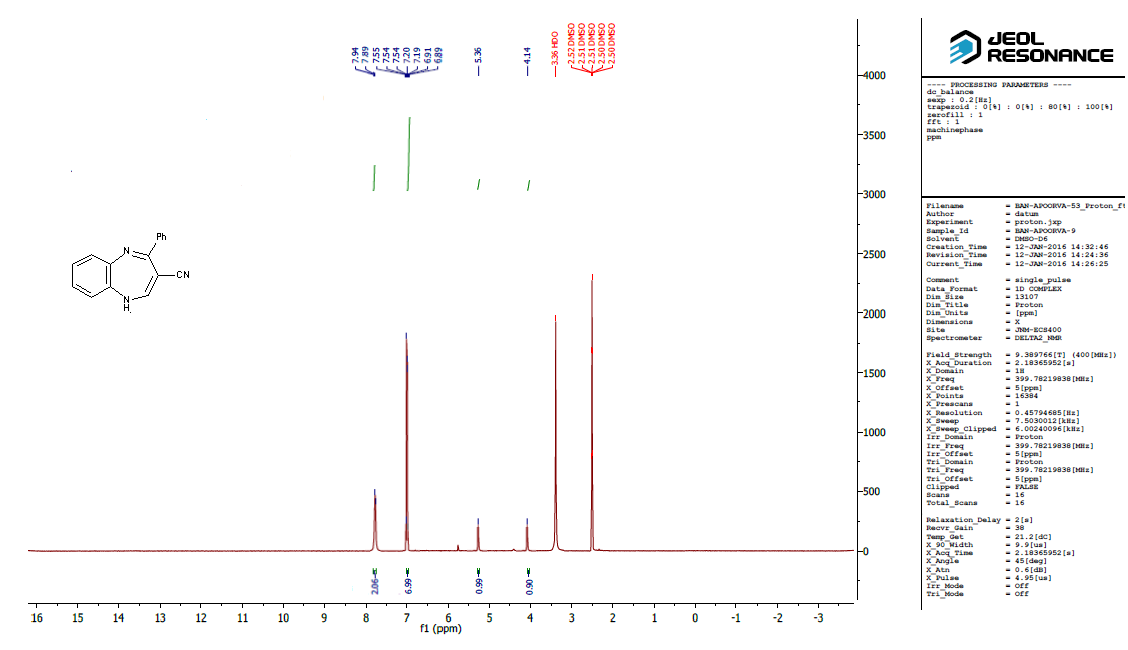 7.94
7.89
7.55
7.54
7.54
7.20
7.19
6.91
6.89
5.36
4.14
3.36 HDO
2.52 DMSO
2.51 DMSO
2.51 DMSO
2.50 DMSO
2.50 DMSO
4000
3500
3000
2500
2000
1500
1000
500
0
Ph
N
CN
N
H
2.06
6.99
0.99
0.90
16 15 14 13 12 11 10 9 8 7 6 5 4 3 2 1 0 -1 -2 -3
f1 (ppm)
JEOL
RESONANCE
---- PROCESSING PARAMETERS ----
dc_balance
sexp : 0.2[Hz]
trapezoid : 0[%] : 0[%] : 80[%] : 100[%]
zerofill : 1
fft : 1
machinephase
ppm
Filename = BAN-APOORVA-53_Proton_f
Author = datum
Experiment = proton.jxp
Sample_Id = BAN-APOORVA-9
Solvent = DMSO-D6
Creation_Time = 12-JAN-2016 14:32:46
Revision_Time = 12-JAN-2016 14:24:36
Current_Time = 12-JAN-2016 14:26:25
Comment = single_pulse
Data_Format = 1D COMPLEX
Dim_Size = 13107
Dim_Title = Proton
Dim_Units = [ppm]
Dimensions = X
Site = JNM-ECS400
Spectrometer = DELTA2_NMR
Field_Strength = 9.389766[T] (400[MHz])
X_Acq_Duration = 2.18365952[s]
X_Domain = 1H
X_Freq = 399.78219838[MHz]
X_Offset = 5[ppm]
X_Points = 16384
X_Prescans = 1
X_Resolution = 0.45794685[Hz]
X_Sweep = 7.5030012[kHz]
X_Sweep_Clipped = 6.00240096[kHz]
Irr_Domain = Proton
Irr_Freq = 399.78219838[MHz]
Irr_Offset = 5[ppm]
Tri_Domain = Proton
Tri_Freq = 399.78219838[MHz]
Tri_Offset = 5[ppm]
Clipped = FALSE
Scans = 16
Total_Scans = 16
Relaxation_Delay = 2[s]
Recvr_Gain = 38
Temp_Get = 21.2[dC]
X_90_Width = 9.9[us]
X_Acq_Time = 2.18365952[s]
X_Angle = 45[deg]
X_Atn = 0.6[dB]
X_Pulse = 4.95[us]
Irr_Mode = Off
Tri_Mode = Off